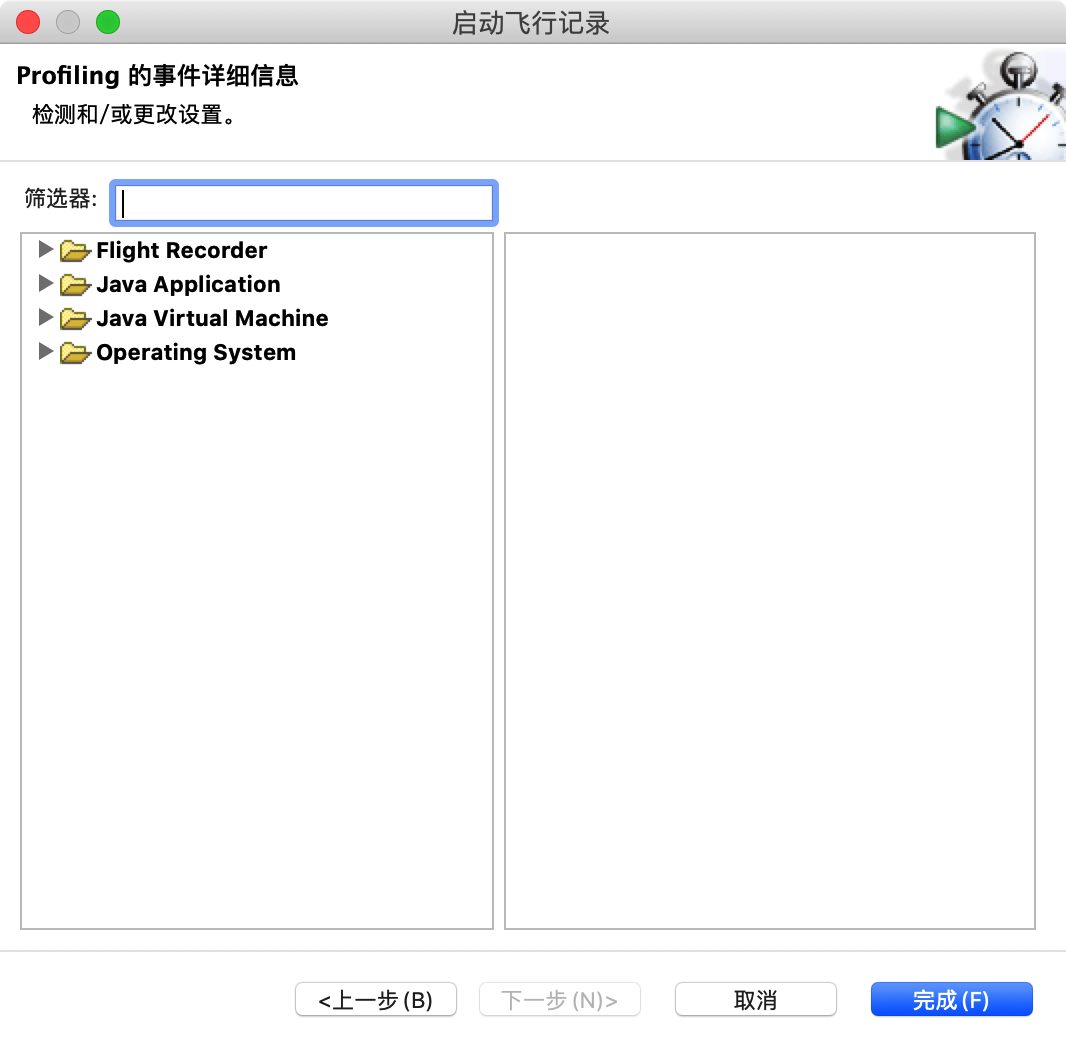 启动飞行记录
Profiling 的事件详细信息
检测和/或更改设置。
筛选器:
Flight Recorder
Java Application
Java Virtual Machine
Operating System
<上一步(B)
下一步(N)>
取消
完成(F)